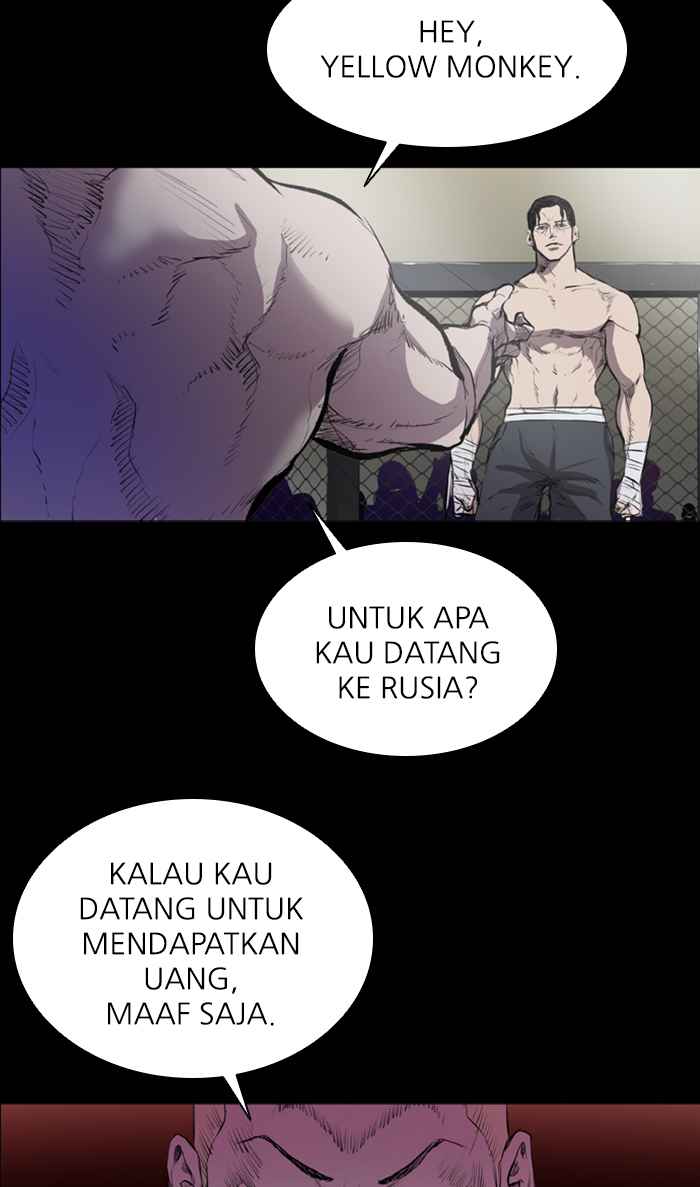 HEY,
YELLOW MONKEY.
UNTUK APA
KAU DATANG
KE RUSIA?
KALAU KAU
DATANG UNTUK
MENDAPATKAN
UANG,
MAAF SAJA.